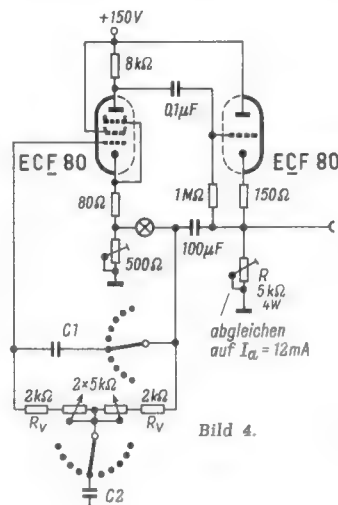 +150V
8kΩ
0,1µF
ECF 80
ECF 80
80Ω
1MΩ
150Ω
100µF
500Ω
R
5kΩ
4W
C1
abgleichen
auf Ia = 12mA
2kΩ
2×5kΩ
2kΩ
RV
RV
Bild 4.
C2